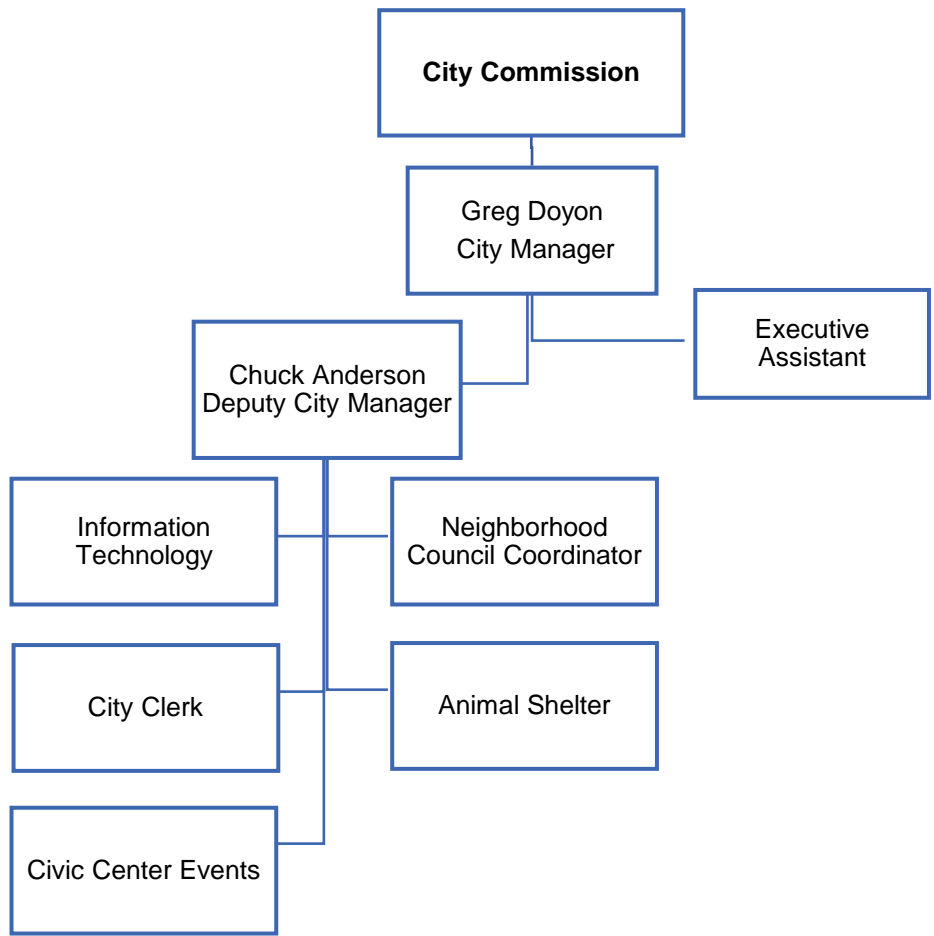 City Commission
Greg Doyon
City Manager
Executive
Assistant
Chuck Anderson
Deputy City Manager
Information
Technology
Neighborhood
Council Coordinator
City Clerk
Animal Shelter
Civic Center Events